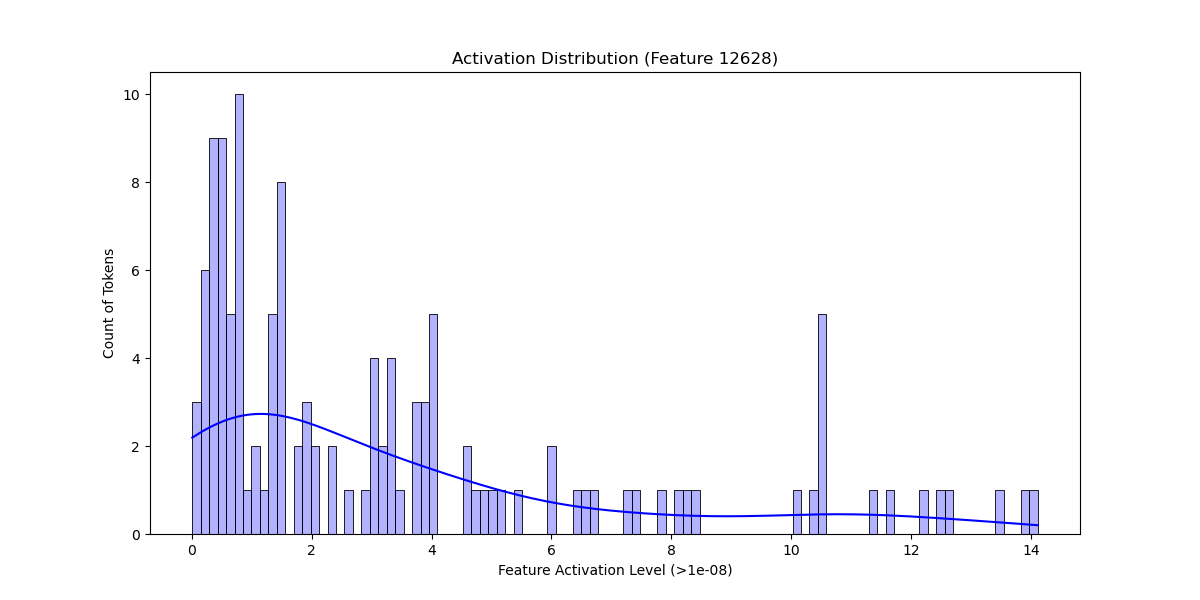 Activation Distribution (Feature 12628)
10
8
6
4
2
0
Count of Tokens
0 2 4 6 8 10 12 14
Feature Activation Level (>1e-08)